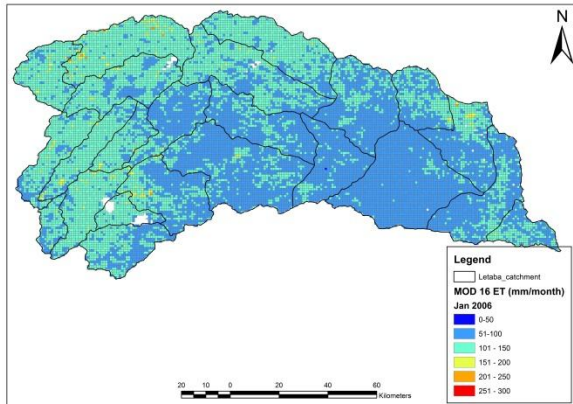 N
Legend
Letaba_catchment
MOD 16 ET (mm/month)
Jan 2006
0-50
51-100
101 - 150
151 - 200
201 - 250
251 - 300
20 10 0 20 40 60
Kilometers